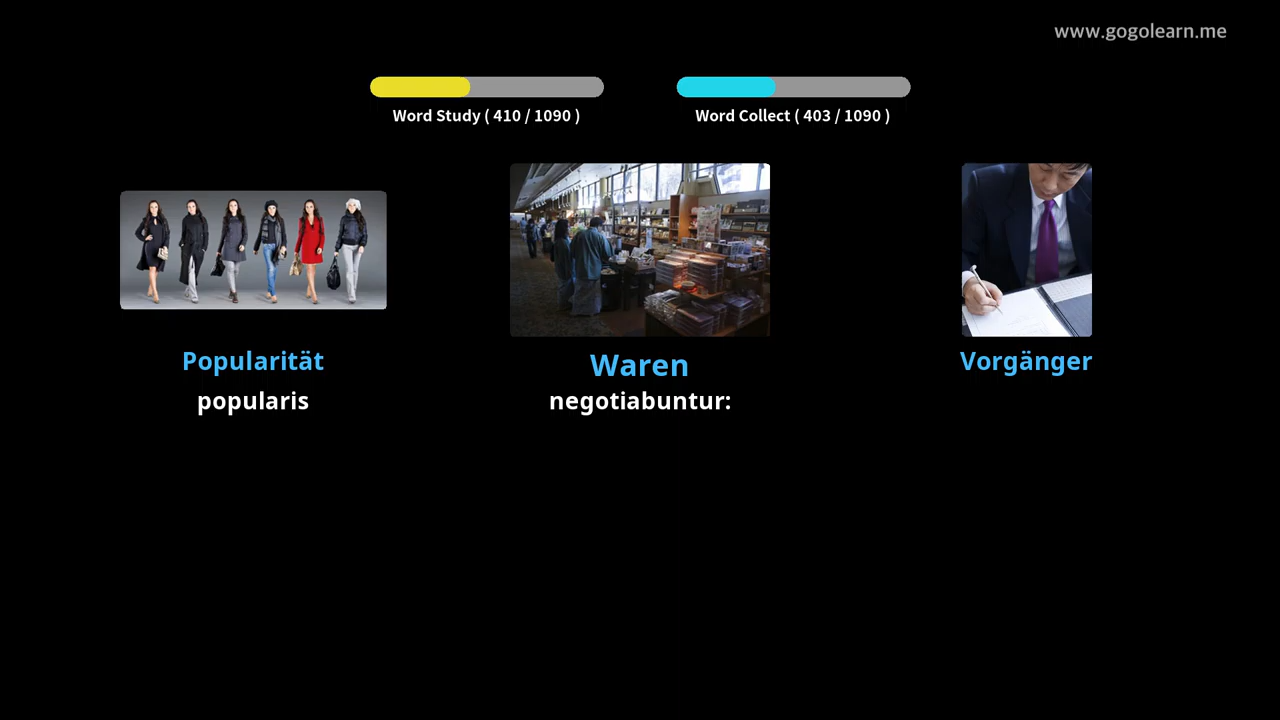 www.gogolearn.me
Word Study ( 410 / 1090 )
Word Collect ( 403 / 1090 )
Popularität
popularis
Waren
negotiabuntur:
Vorgänger